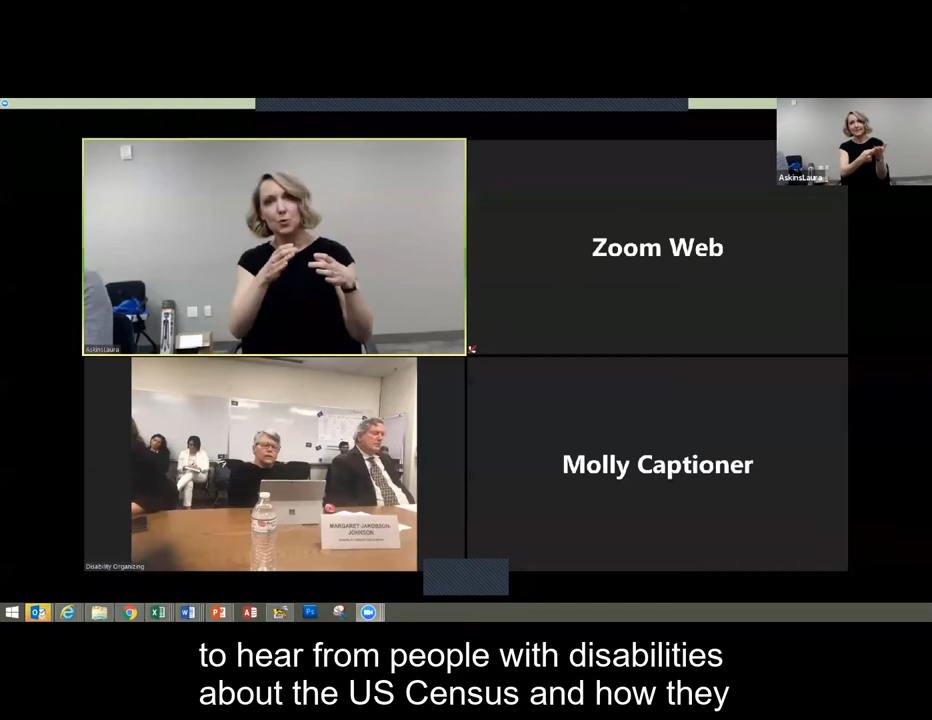 AskinsLaura
Zoom Web
AskinsLaura
MARGARET JAKOBSON-
JOHNSON
Disability Organizing
Molly Captioner
to hear from people with disabilities
about the US Census and how they